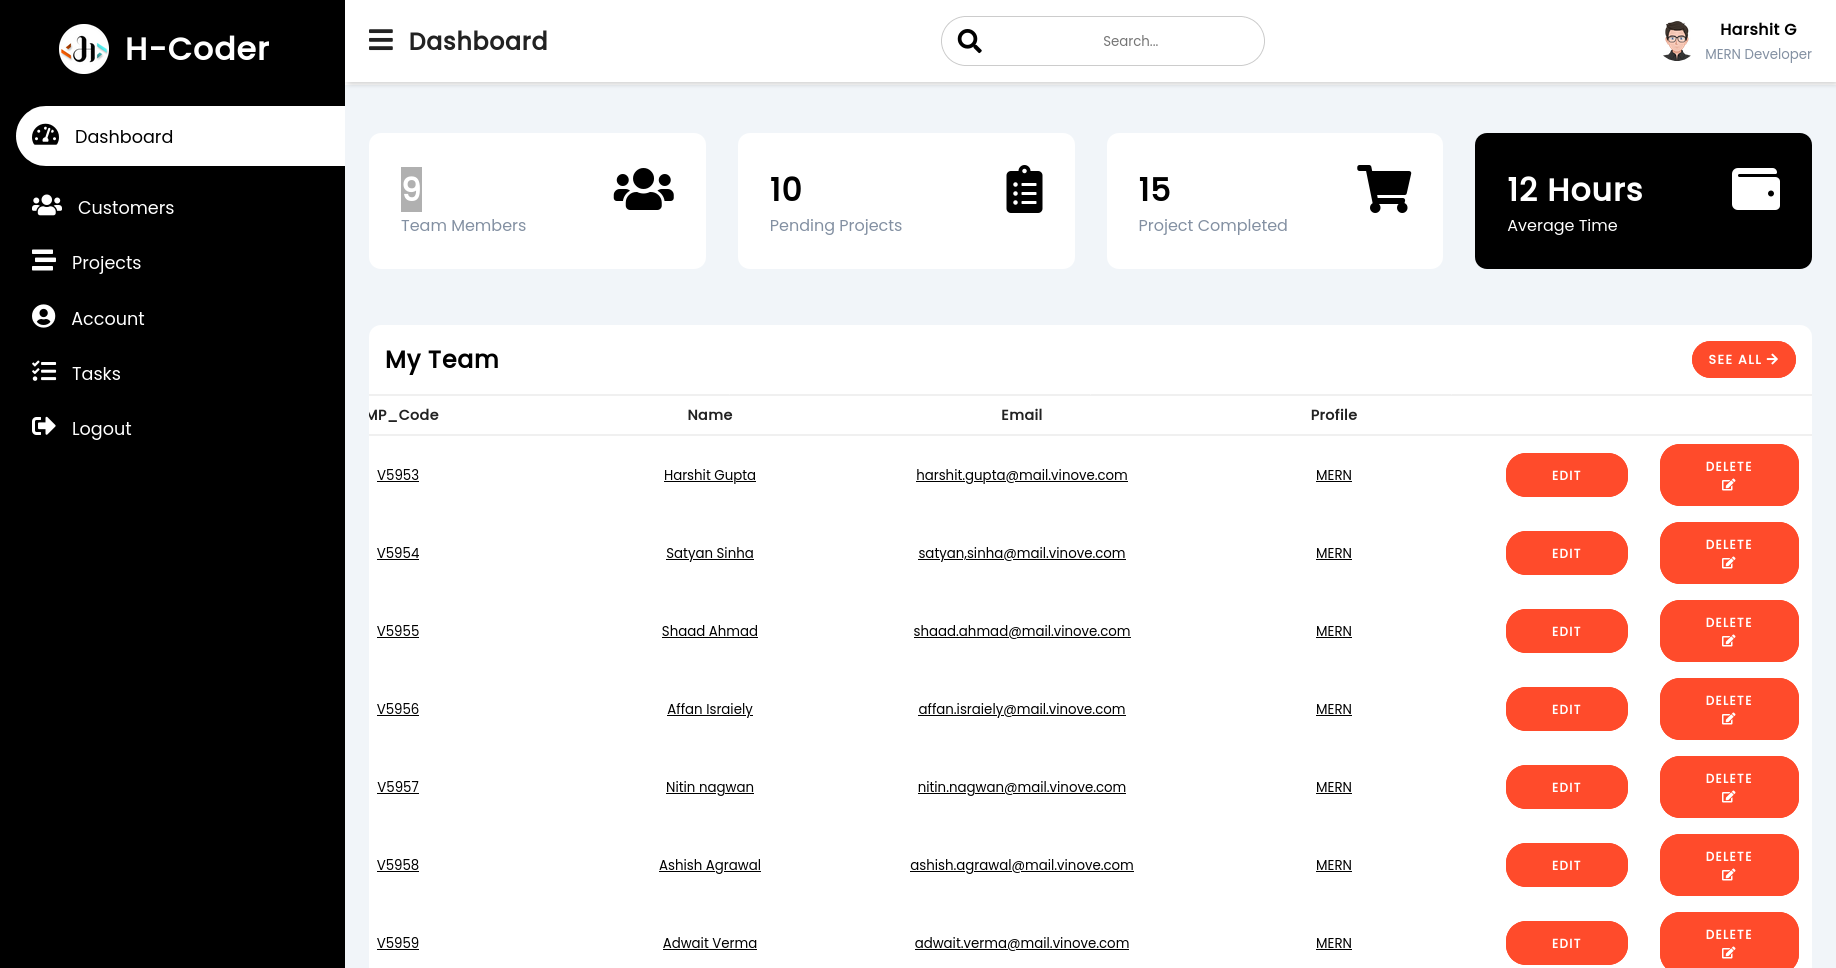 H-Coder
Dashboard
Search...
Harshit G
MERN Developer
Dashboard
Customers
Projects
Account
Tasks
Logout
9
Team Members
10
Pending Projects
15
Project Completed
12 Hours
Average Time
My Team
SEE ALL
MP_Code Name Email Profile
V5953 Harshit Gupta harshit.gupta@mail.vinove.com MERN EDIT DELETE
V5954 Satyan Sinha satyan,sinha@mail.vinove.com MERN EDIT DELETE
V5955 Shaad Ahmad shaad.ahmad@mail.vinove.com MERN EDIT DELETE
V5956 Affan Israiely affan.israiely@mail.vinove.com MERN EDIT DELETE
V5957 Nitin nagwan nitin.nagwan@mail.vinove.com MERN EDIT DELETE
V5958 Ashish Agrawal ashish.agrawal@mail.vinove.com MERN EDIT DELETE
V5959 Adwait Verma adwait.verma@mail.vinove.com MERN EDIT DELETE